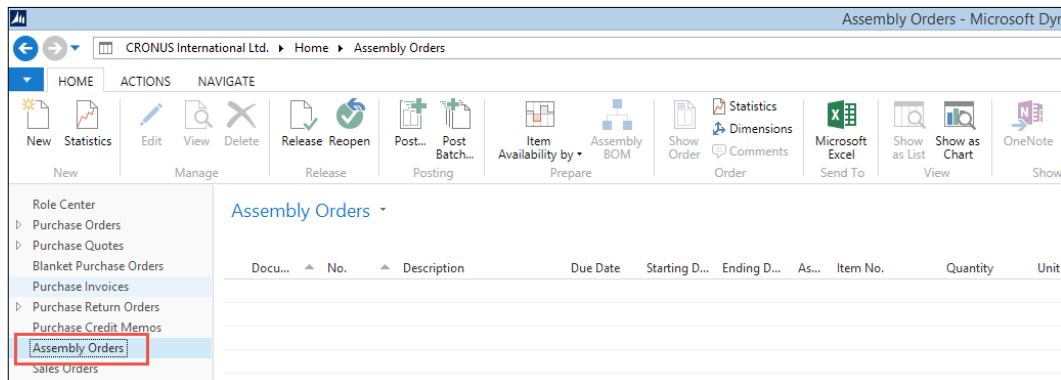 Assembly Orders - Microsoft Dyn
CRONUS International Ltd. Home Assembly Orders
HOME ACTIONS NAVIGATE
New Statistics Edit View Delete Release Reopen Post... Post Batch... Item Availability by Assembly BOM Show Order Statistics Dimensions Comments Microsoft Excel Show as List Show as Chart OneNote
New Manage Release Posting Prepare Order Send To View Show
Role Center
Assembly Orders
Purchase Orders
Purchase Quotes
Blanket Purchase Orders
Docu... No. Description Due Date Starting D... Ending D... As... Item No. Quantity Unit
Purchase Invoices
Purchase Return Orders
Purchase Credit Memos
Assembly Orders
Sales Orders